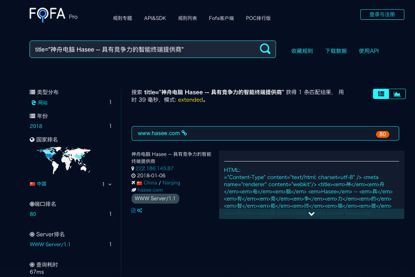 FOFA Pro
规则专题 API&SDK 规则列表 Fofa客户端 POC排行版
登录与注册
title="神舟电脑 Hasee -- 具有竞争力的智能终端提供商"
收藏规则 下载数据 使用API
类型分布
网站 1
年份
2018 1
国家排名
中国 1
端口排名
80 1
Server排名
WWW Server/1.1 1
查询耗时
67ms
搜索 title="神舟电脑 Hasee -- 具有竞争力的智能终端提供商" 获得 1 条匹配结果， 用
时 39 毫秒，模式: extended。
www.hasee.com 80
神舟电脑 Hasee -- 具有竞争力的智能
终端提供商
222.186.145.87
2018-01-06
China / Nanjing
hasee.com
WWW Server/1.1
HTML:
="Content-Type" content="text/html; charset=utf-8" /> <meta
name="renderer" content="webkit"/> <title><em>神</em><em>舟
</em><em>电</em><em>脑</em> <em>Hasee</em> -- <em>具</em>
<em>有</em><em>竞</em><em>争</em><em>力</em><em>的</em>
<em>智</em><em>能</em><em>终</em><em>端</em><em>提</em>